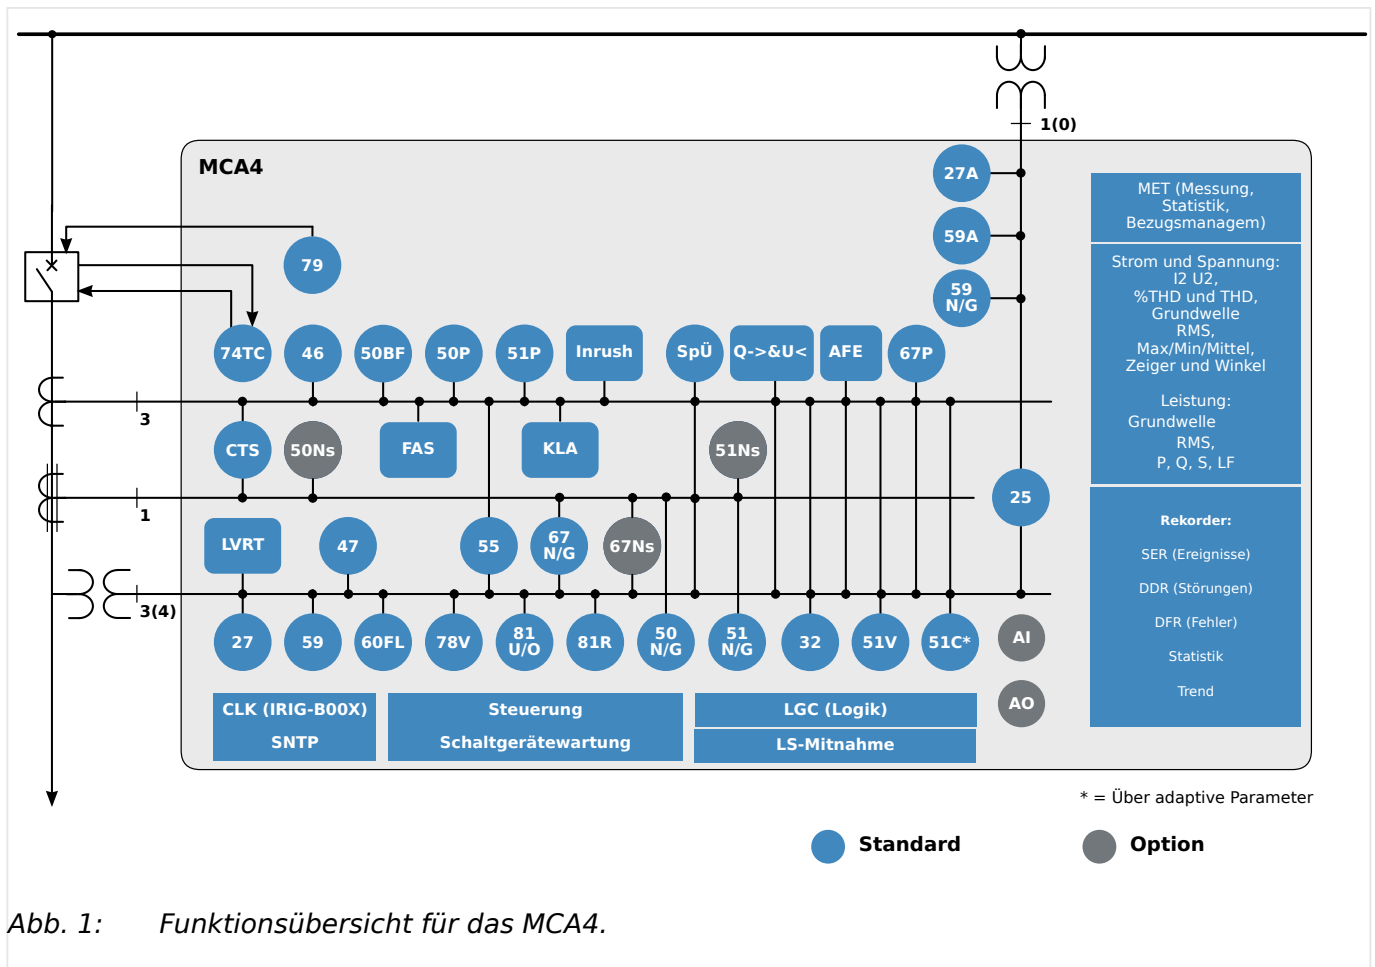 1(0)
MCA4
27A
59A
59
N/G
79
74TC
46
50BF
50P
51P
Inrush
SpÜ
Q->&U<
AFE
67P
3
CTS
50Ns
FAS
KLA
51Ns
1
25
LVRT
47
55
67
N/G
67Ns
3(4)
27
59
60FL
78V
81
U/O
81R
50
N/G
51
N/G
32
51V
51C*
AI
AO
CLK (IRIG-B00X)
SNTP
Steuerung
Schaltgerätewartung
LGC (Logik)
LS-Mitnahme
MET (Messung,
Statistik,
Bezugsmanagem)
Strom und Spannung:
I2 U2,
%THD und THD,
Grundwelle
RMS,
Max/Min/Mittel,
Zeiger und Winkel
Leistung:
Grundwelle
RMS,
P, Q, S, LF
Rekorder:
SER (Ereignisse)
DDR (Störungen)
DFR (Fehler)
Statistik
Trend
* = Über adaptive Parameter
Standard
Option
Abb. 1: Funktionsübersicht für das MCA4.